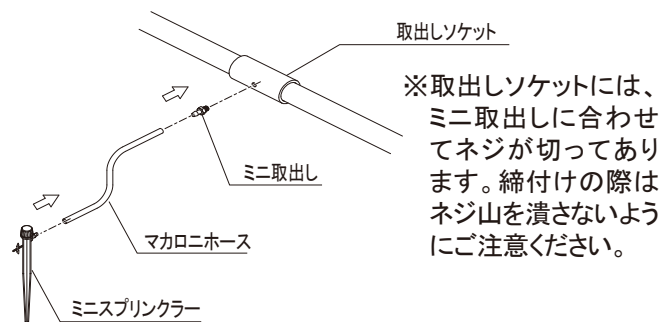 取出しソケット
※取出しソケットには、
ミニ取出しに合わせ
てネジが切ってあり
ます。締付けの際は
ネジ山を潰さないよう
にご注意ください。
ミニ取出し
マカロニホース
ミニスプリンクラー